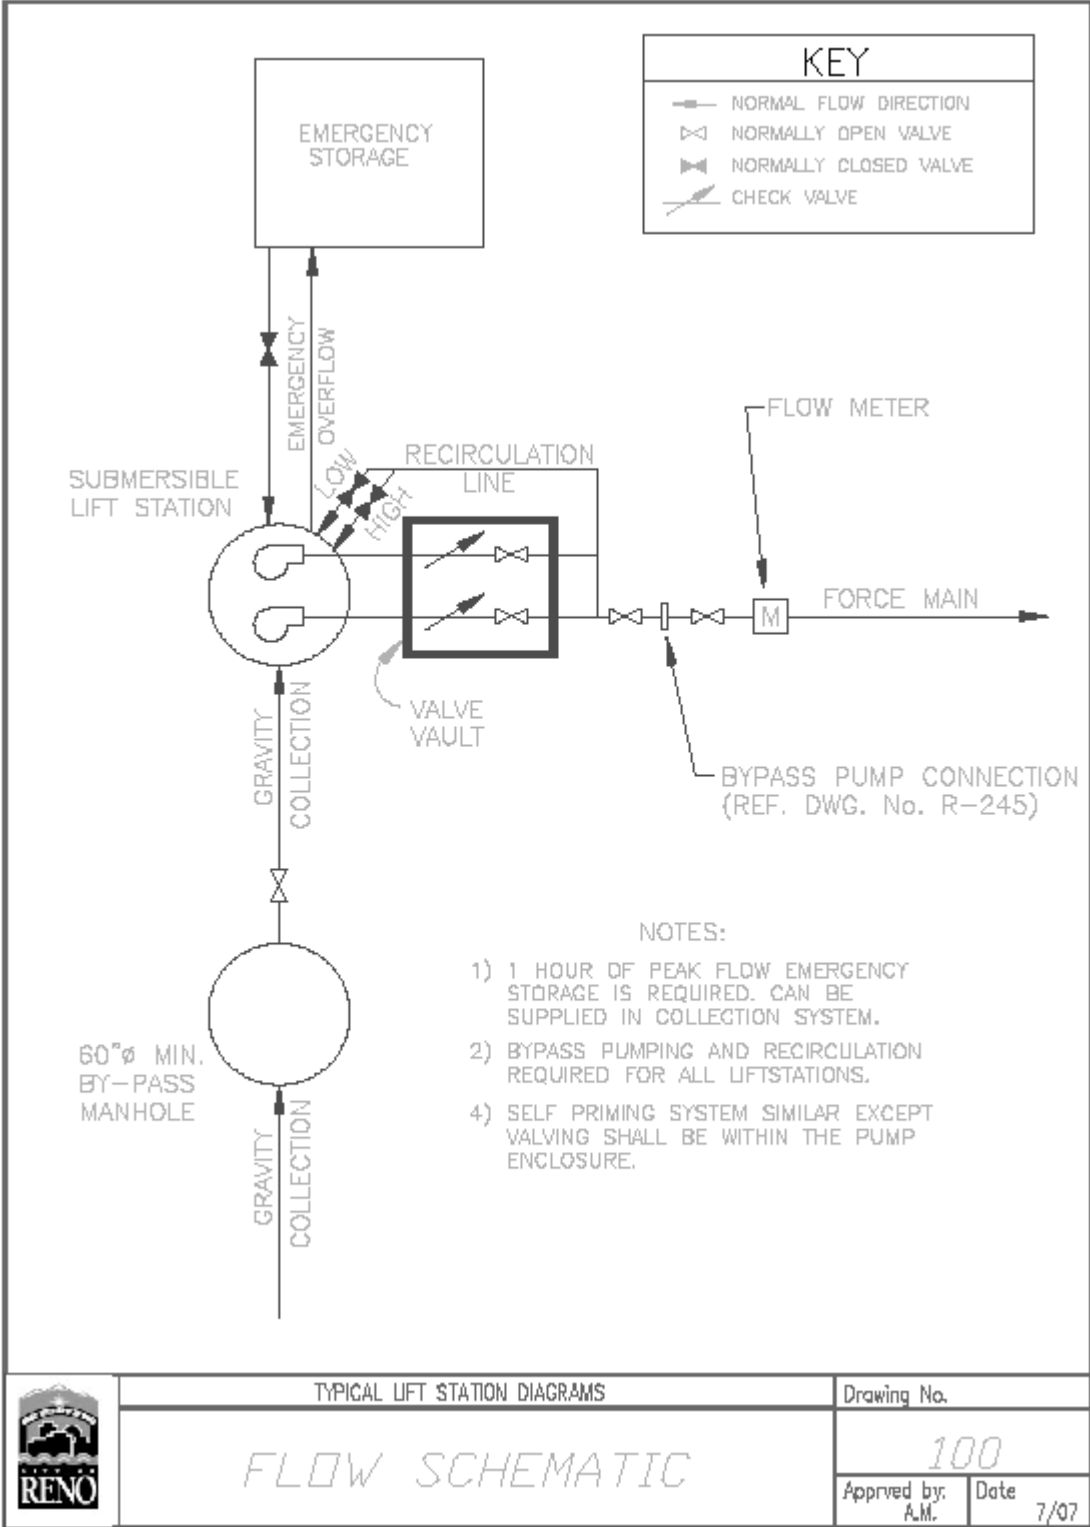 EMERGENCY
STORAGE
KEY
NORMAL FLOW DIRECTION
NORMALLY OPEN VALVE
NORMALLY CLOSED VALVE
CHECK VALVE
EMERGENCY
OVERFLOW
FLOW METER
SUBMERSIBLE
LIFT STATION
LOW
HIGH
RECIRCULATION
LINE
M
FORCE MAIN
GRAVITY
COLLECTION
VALVE
VAULT
BYPASS PUMP CONNECTION
(REF. DWG. No. R-245)
60"ø MIN.
BY-PASS
MANHOLE
GRAVITY
COLLECTION
NOTES:
1) 1 HOUR OF PEAK FLOW EMERGENCY
STORAGE IS REQUIRED. CAN BE
SUPPLIED IN COLLECTION SYSTEM.
2) BYPASS PUMPING AND RECIRCULATION
REQUIRED FOR ALL LIFTSTATIONS.
4) SELF PRIMING SYSTEM SIMILAR EXCEPT
VALVING SHALL BE WITHIN THE PUMP
ENCLOSURE.
CITY OF
RENO
TYPICAL LIFT STATION DIAGRAMS
FLOW SCHEMATIC
Drawing No.
100
Apprved by:
A.M.
Date
7/07